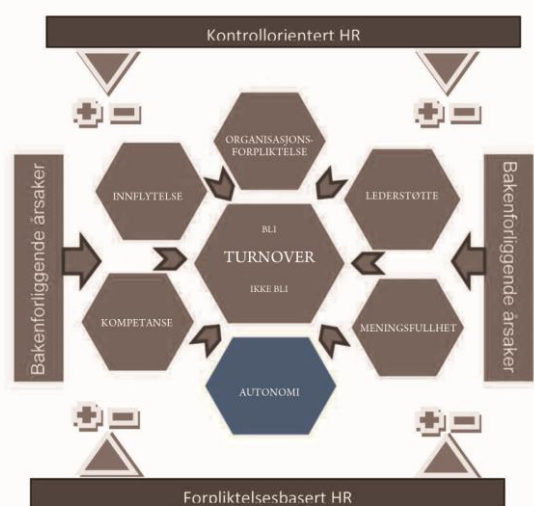 Kontrollorientert HR
ORGANISASJONS-
FORPLIKTELSE
INNFLYTELSE
LEDERSTØTTE
Bakenforliggende årsaker
Bakenforliggende årsaker
BLI
TURNOVER
IKKE BLI
KOMPETANSE
MENINGSFULLHET
AUTONOMI
Forpliktelsesbasert HR